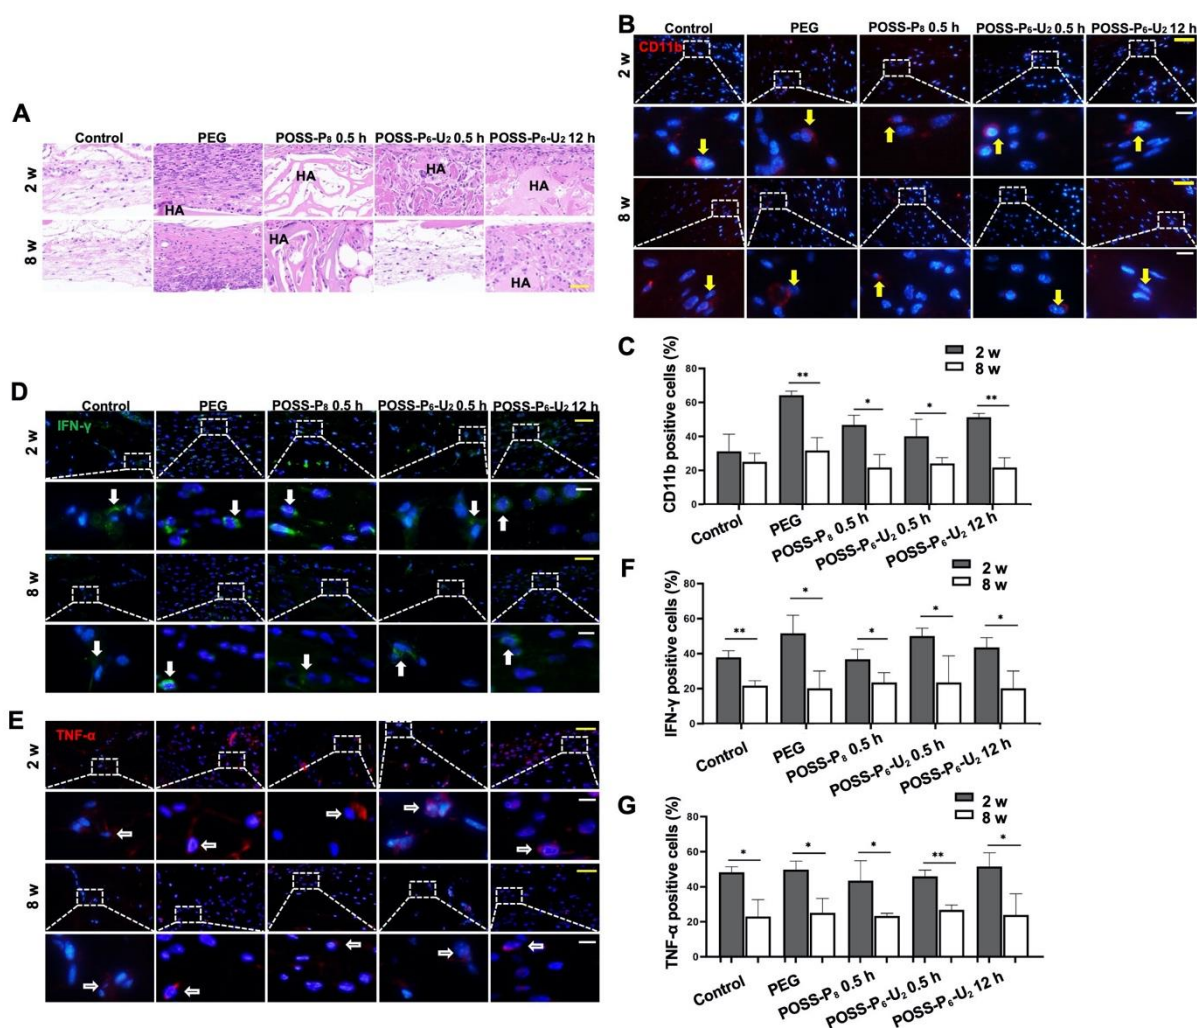 A
Control PEG POSS-P₈ 0.5 h POSS-P₆-U₂ 0.5 h POSS-P₆-U₂ 12 h
2 w
HA HA HA HA
8 w
HA HA
B
Control PEG POSS-P₈ 0.5 h POSS-P₆-U₂ 0.5 h POSS-P₆-U₂ 12 h
CD11b
2 w
8 w
C
CD11b positive cells (%)
2 w
8 w
80
60
40
20
0
** * * **
Control PEG POSS-P₈ 0.5 h POSS-P₆-U₂ 0.5 h POSS-P₆-U₂ 12 h
D
Control PEG POSS-P₈ 0.5 h POSS-P₆-U₂ 0.5 h POSS-P₆-U₂ 12 h
IFN-γ
2 w
8 w
E
TNF-α
2 w
8 w
F
IFN-γ positive cells (%)
2 w
8 w
80
60
40
20
0
** * * * *
Control PEG POSS-P₈ 0.5 h POSS-P₆-U₂ 0.5 h POSS-P₆-U₂ 12 h
G
TNF-α positive cells (%)
2 w
8 w
80
60
40
20
0
* * * ** *
Control PEG POSS-P₈ 0.5 h POSS-P₆-U₂ 0.5 h POSS-P₆-U₂ 12 h